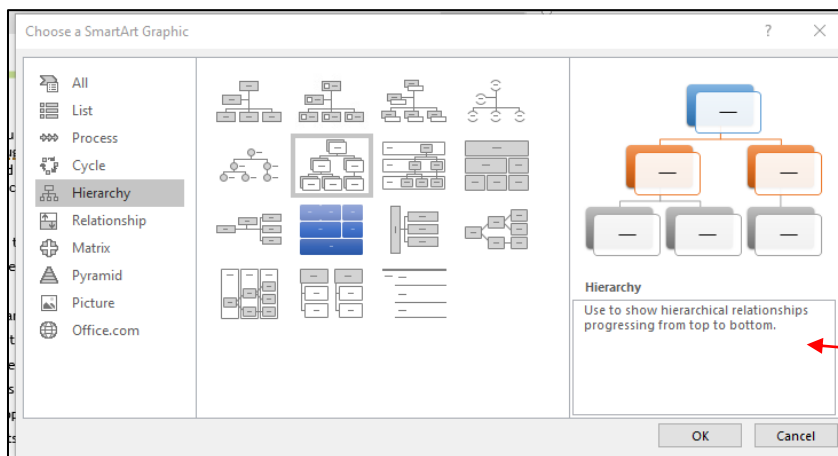 Choose a SmartArt Graphic
?
All
List
Process
Cycle
Hierarchy
Relationship
Matrix
Pyramid
Picture
Office.com
Hierarchy
Use to show hierarchical relationships
progressing from top to bottom.
OK
Cancel